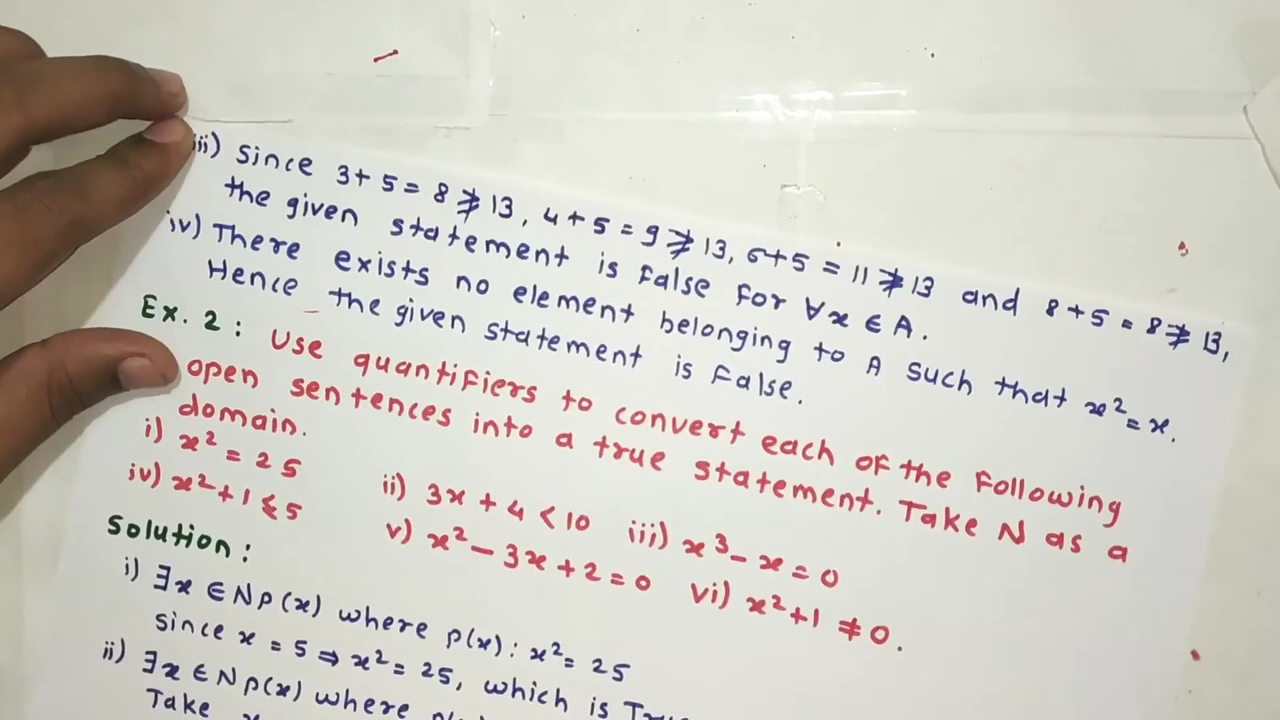 iii) Since 3+5=8≯13, 4+5=9≯13, 6+5=11≯13 and 8+5=8≯13,
the given statement is False For ∀x∈A.
iv) There exists no element belonging to A such that x²=x.
Hence the given statement is False.
Ex. 2: Use quantifiers to convert each of the Following
open sentences into a true statement. Take N as a
domain.
i) x²=25 ii) 3x+4<10 iii) x³-x=0
iv) x²+1≤5 v) x²-3x+2=0 vi) x²+1≠0.
Solution:
i) ∃x∈N p(x) where p(x): x²=25
since x=5⇒x²=25, which is
ii) ∃x∈N p(x) where
Take